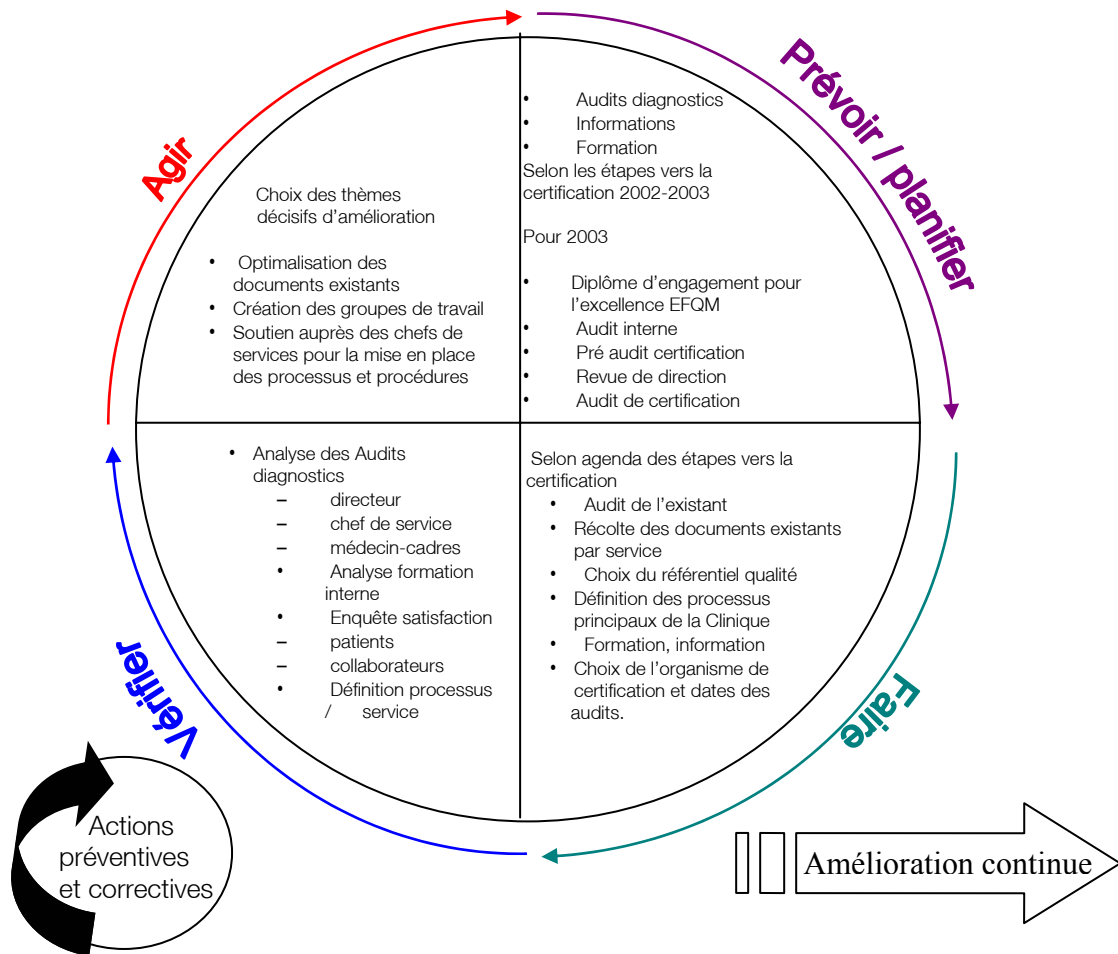 Prévoir / planifier
• Audits diagnostics
• Informations
• Formation
Selon les étapes vers la
certification 2002-2003
Pour 2003
• Diplôme d'engagement pour
l'excellence EFQM
• Audit interne
• Pré audit certification
• Revue de direction
• Audit de certification
Faire
Selon agenda des étapes vers la
certification
• Audit de l'existant
• Récolte des documents existants
par service
• Choix du référentiel qualité
• Définition des processus
principaux de la Clinique
• Formation, information
• Choix de l'organisme de
certification et dates des
audits.
Vérifier
• Analyse des Audits
diagnostics
– directeur
– chef de service
– médecin-cadres
• Analyse formation
interne
• Enquête satisfaction
– patients
– collaborateurs
• Définition processus
/ service
Agir
Choix des thèmes
décisifs d'amélioration
• Optimalisation des
documents existants
• Création des groupes de travail
• Soutien auprès des chefs de
services pour la mise en place
des processus et procédures
Actions
préventives
et correctives
Amélioration continue